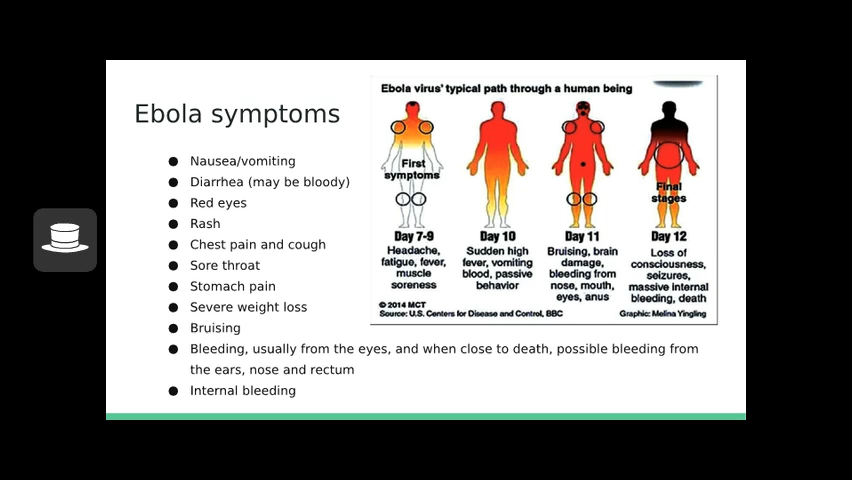 Ebola symptoms
Nausea/vomiting
Diarrhea (may be bloody)
Red eyes
Rash
Chest pain and cough
Sore throat
Stomach pain
Severe weight loss
Bruising
Bleeding, usually from the eyes, and when close to death, possible bleeding from
the ears, nose and rectum
Internal bleeding
Ebola virus' typical path through a human being
First
symptoms
Final
stages
Day 7-9
Headache,
fatigue, fever,
muscle
soreness
Day 10
Sudden high
fever, vomiting
blood, passive
behavior
Day 11
Bruising, brain
damage,
bleeding from
nose, mouth,
eyes, anus
Day 12
Loss of
consciousness,
seizures,
massive internal
bleeding, death
© 2014 MCT
Source: U.S. Centers for Disease and Control, BBC
Graphic: Melina Yingling